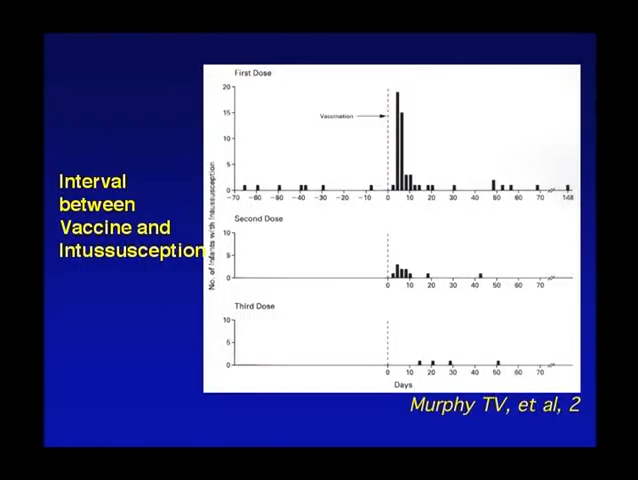 Interval
between
Vaccine and
Intussusception
No. of Infants with Intussusception
First Dose
20
15
10
5
0
Vaccination
−70 −60 −50 −40 −30 −20 −10 0 10 20 30 40 50 60 70 148
Second Dose
10
5
0
0 10 20 30 40 50 60 70
Third Dose
10
5
0
0 10 20 30 40 50 60 70
Days
Murphy TV, et al, 2